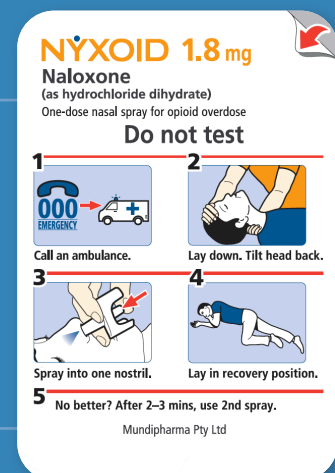 NYXOID 1.8 mg
Naloxone
(as hydrochloride dihydrate)
One-dose nasal spray for opioid overdose
Do not test
1
2
000
EMERGENCY
Call an ambulance.
Lay down. Tilt head back.
3
4
Spray into one nostril.
Lay in recovery position.
5 No better? After 2–3 mins, use 2nd spray.
Mundipharma Pty Ltd